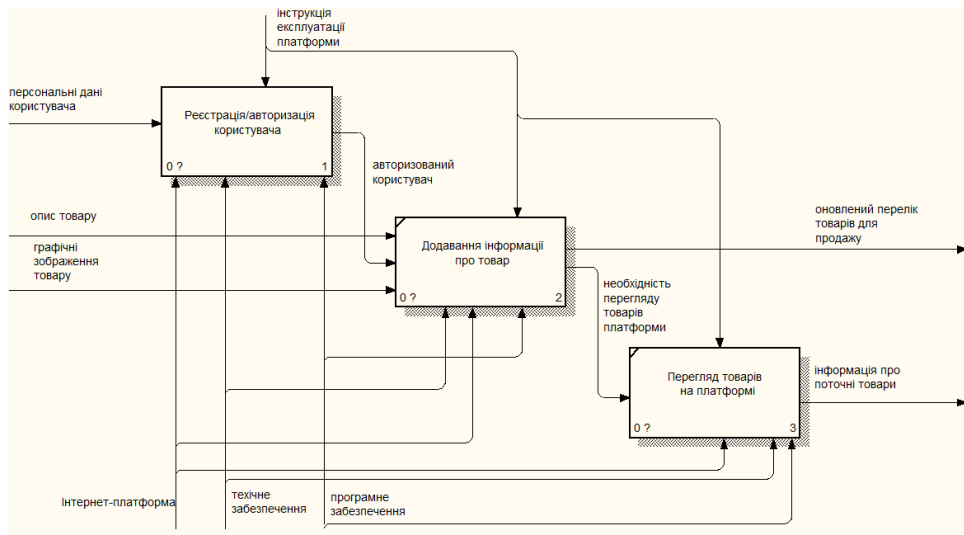 інструкція
експлуатації
платформи
персональні дані
користувача
Реєстрація/авторизація
користувача
0 ?
1
авторизований
користувач
опис товару
графічні
зображення
товару
Додавання інформації
про товар
0 ?
2
оновлений перелік
товарів для
продажу
необхідність
перегляду
товарів
платформи
Перегляд товарів
на платформі
0 ?
3
інформація про
поточні товари
Інтернет-платформа
техічне
забезпечення
програмне
забезпечення